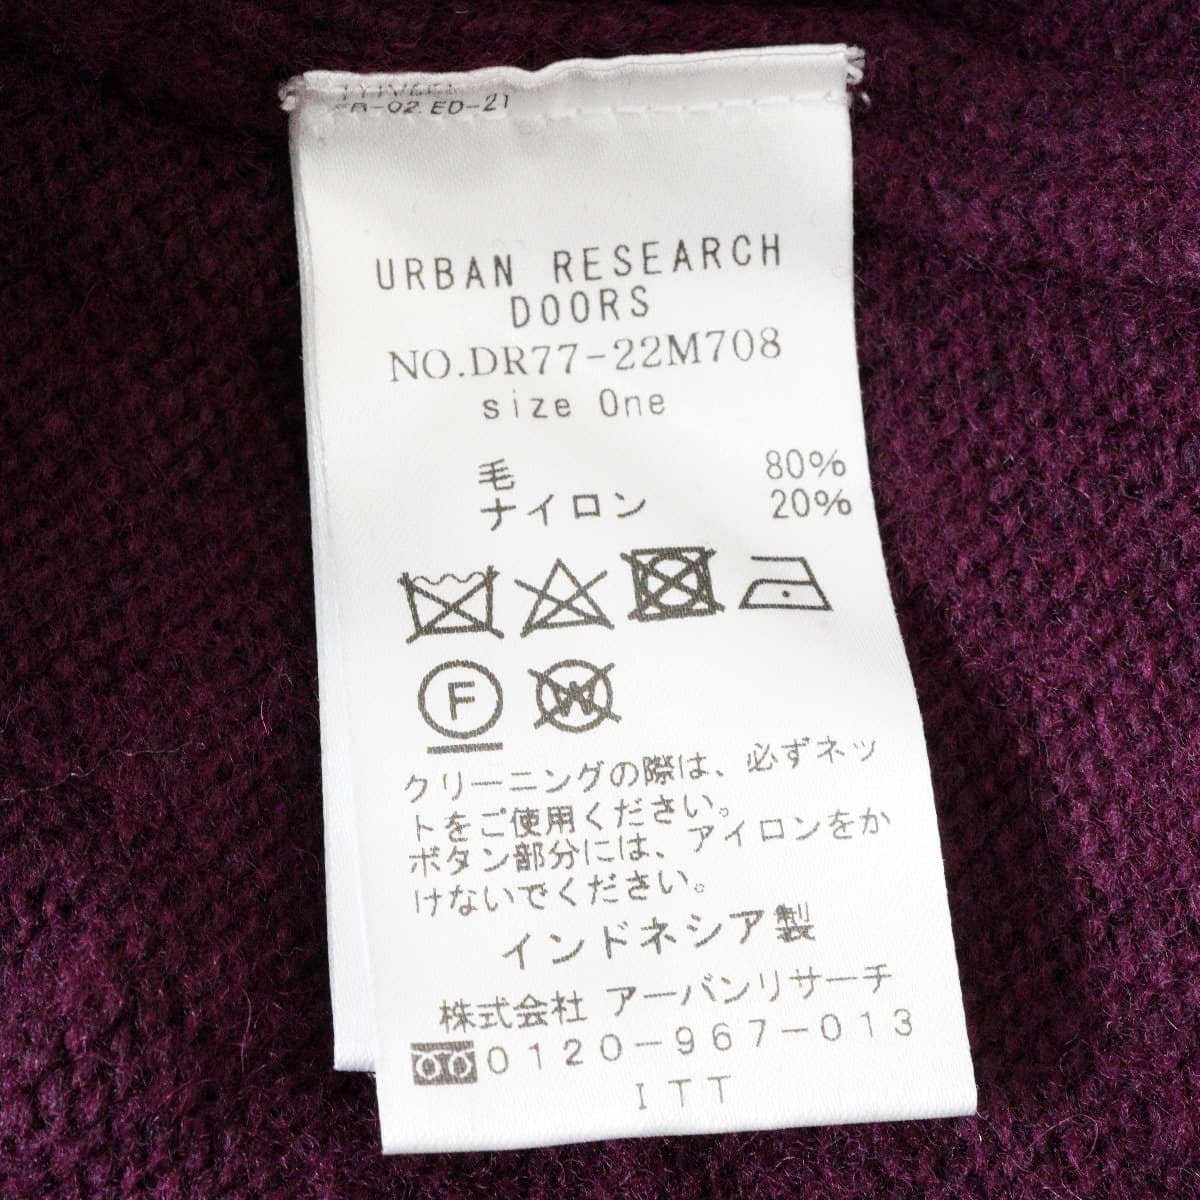 ER-02.ED-21
URBAN RESEARCH
DOORS
NO.DR77-22M708
size One
毛 80%
ナイロン 20%
F W
クリーニングの際は、必ずネッ
トをご使用ください。
ボタン部分には、アイロンをか
けないでください。
インドネシア製
株式会社 アーバンリサーチ
0120-967-013
ITT